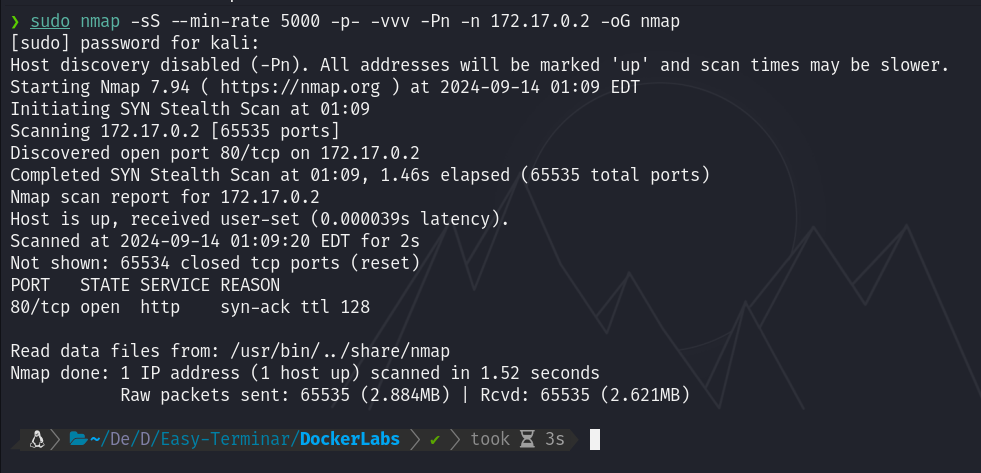 ❯ sudo nmap -sS --min-rate 5000 -p- -vvv -Pn -n 172.17.0.2 -oG nmap
[sudo] password for kali:
Host discovery disabled (-Pn). All addresses will be marked 'up' and scan times may be slower.
Starting Nmap 7.94 ( https://nmap.org ) at 2024-09-14 01:09 EDT
Initiating SYN Stealth Scan at 01:09
Scanning 172.17.0.2 [65535 ports]
Discovered open port 80/tcp on 172.17.0.2
Completed SYN Stealth Scan at 01:09, 1.46s elapsed (65535 total ports)
Nmap scan report for 172.17.0.2
Host is up, received user-set (0.000039s latency).
Scanned at 2024-09-14 01:09:20 EDT for 2s
Not shown: 65534 closed tcp ports (reset)
PORT   STATE SERVICE REASON
80/tcp open  http    syn-ack ttl 128
Read data files from: /usr/bin/../share/nmap
Nmap done: 1 IP address (1 host up) scanned in 1.52 seconds
Raw packets sent: 65535 (2.884MB) | Rcvd: 65535 (2.621MB)
~/De/D/Easy-Terminar/DockerLabs ✔ took ⌛ 3s